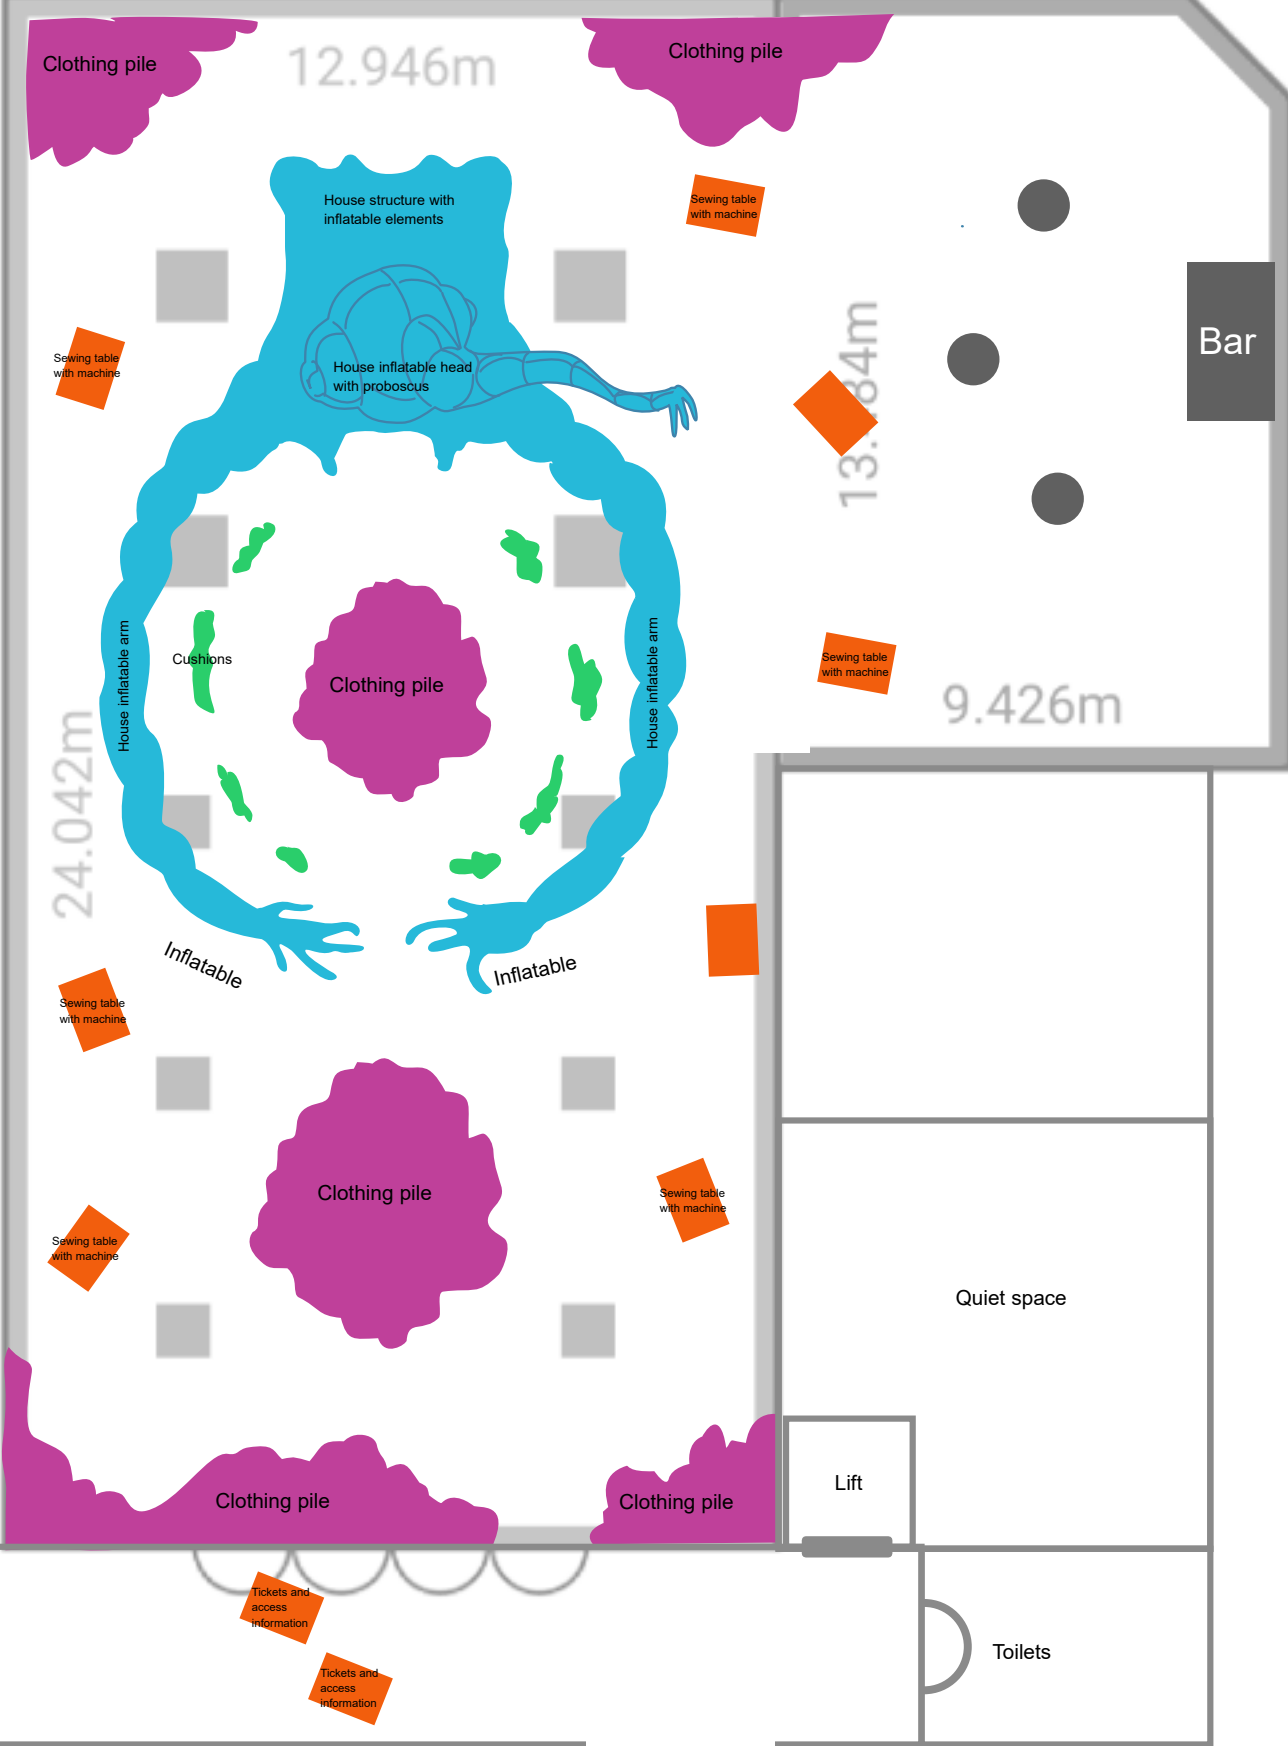 Clothing pile
Clothing pile
12.946m
House structure with
inflatable elements
Sewing table
with machine
Bar
Sewing table
with machine
House inflatable head
with proboscus
House inflatable arm
Cushions
Clothing pile
House inflatable arm
Sewing table
with machine
9.426m
24.042m
Inflatable
Inflatable
Sewing table
with machine
Clothing pile
Sewing table
with machine
Sewing table
with machine
Quiet space
Clothing pile
Clothing pile
Lift
Tickets and
access
information
Tickets and
access
information
Toilets